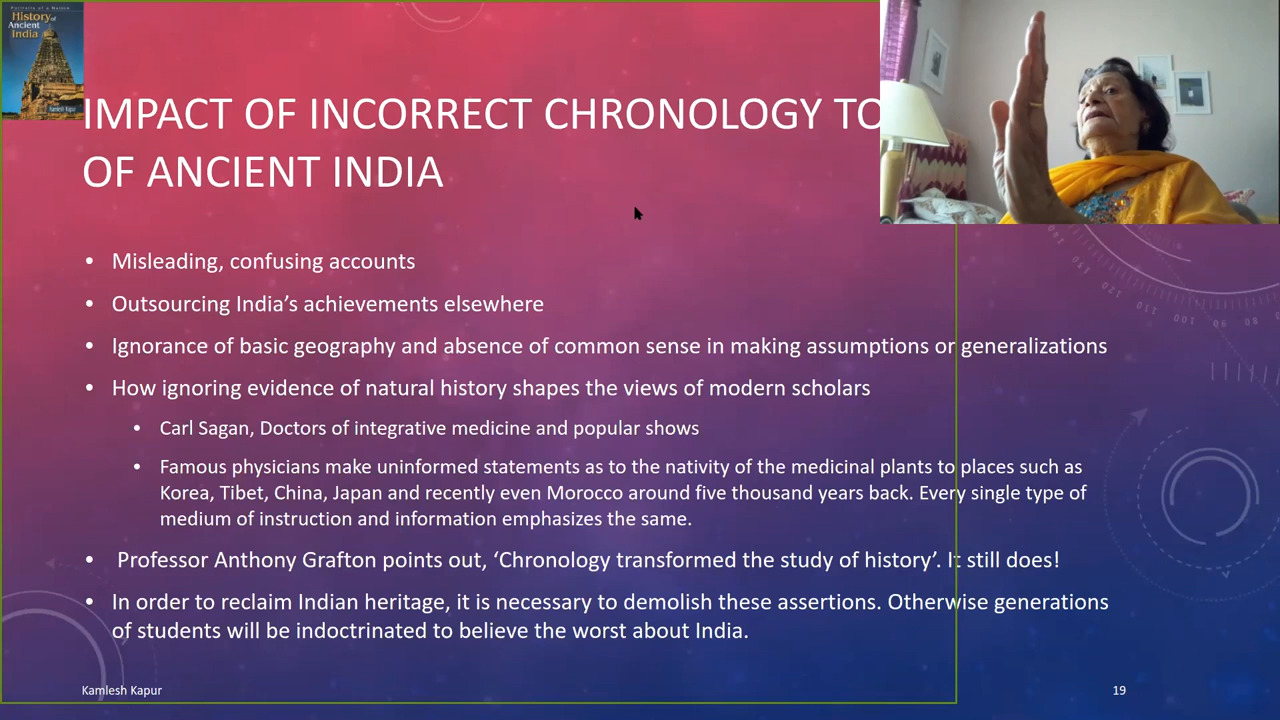 Portraits of a Nation
History of
Ancient
India
Kamlesh Kapur
IMPACT OF INCORRECT CHRONOLOGY TO
OF ANCIENT INDIA
• Misleading, confusing accounts
• Outsourcing India’s achievements elsewhere
• Ignorance of basic geography and absence of common sense in making assumptions or generalizations
• How ignoring evidence of natural history shapes the views of modern scholars
• Carl Sagan, Doctors of integrative medicine and popular shows
• Famous physicians make uninformed statements as to the nativity of the medicinal plants to places such as
Korea, Tibet, China, Japan and recently even Morocco around five thousand years back. Every single type of
medium of instruction and information emphasizes the same.
• Professor Anthony Grafton points out, ‘Chronology transformed the study of history’. It still does!
• In order to reclaim Indian heritage, it is necessary to demolish these assertions. Otherwise generations
of students will be indoctrinated to believe the worst about India.
Kamlesh Kapur
19